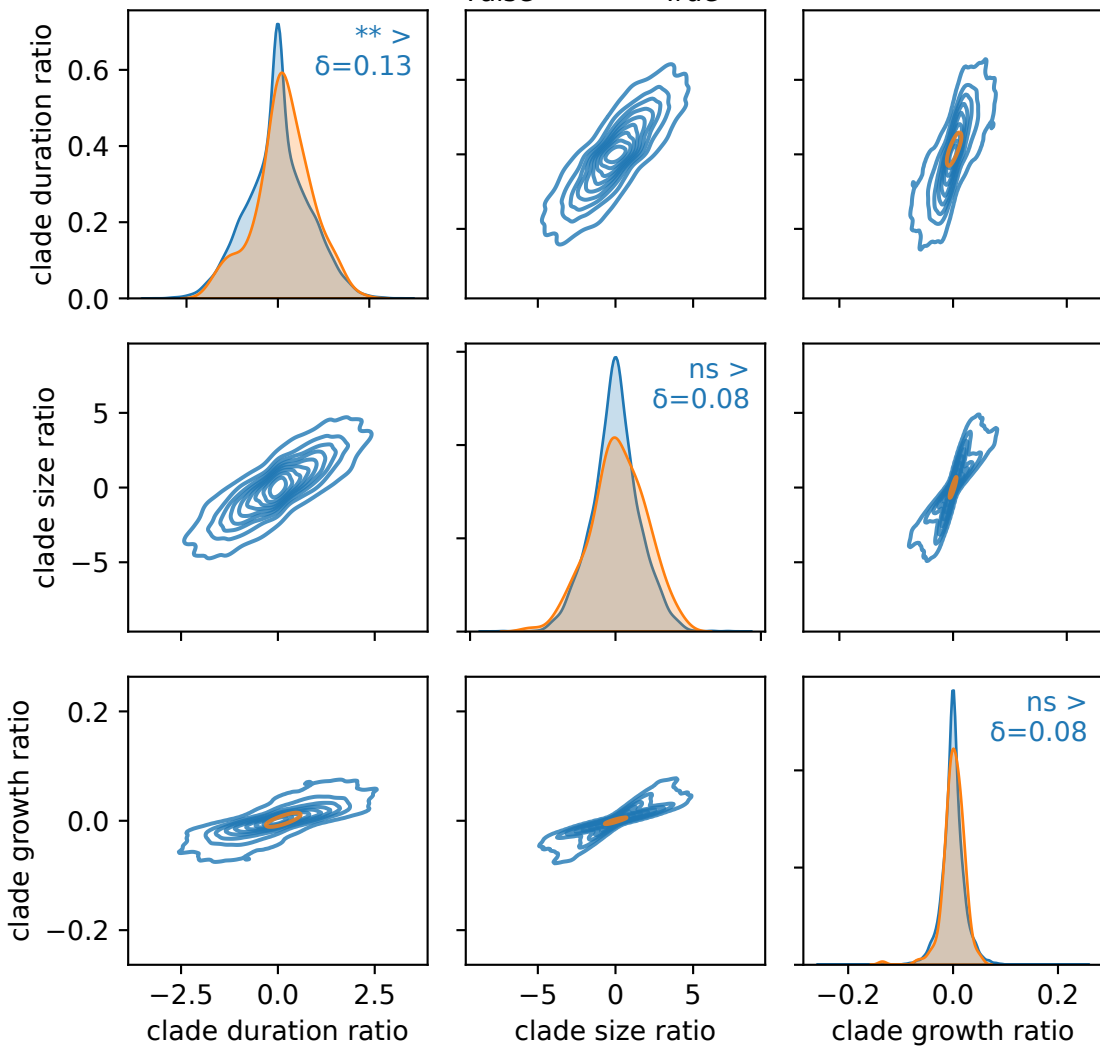 clade duration ratio
0.6
0.4
0.2
0.0
** >
δ=0.13
clade size ratio
5
0
−5
ns >
δ=0.08
clade growth ratio
0.2
0.0
−0.2
ns >
δ=0.08
−2.5 0.0 2.5
−5 0 5
−0.2 0.0 0.2
clade duration ratio
clade size ratio
clade growth ratio